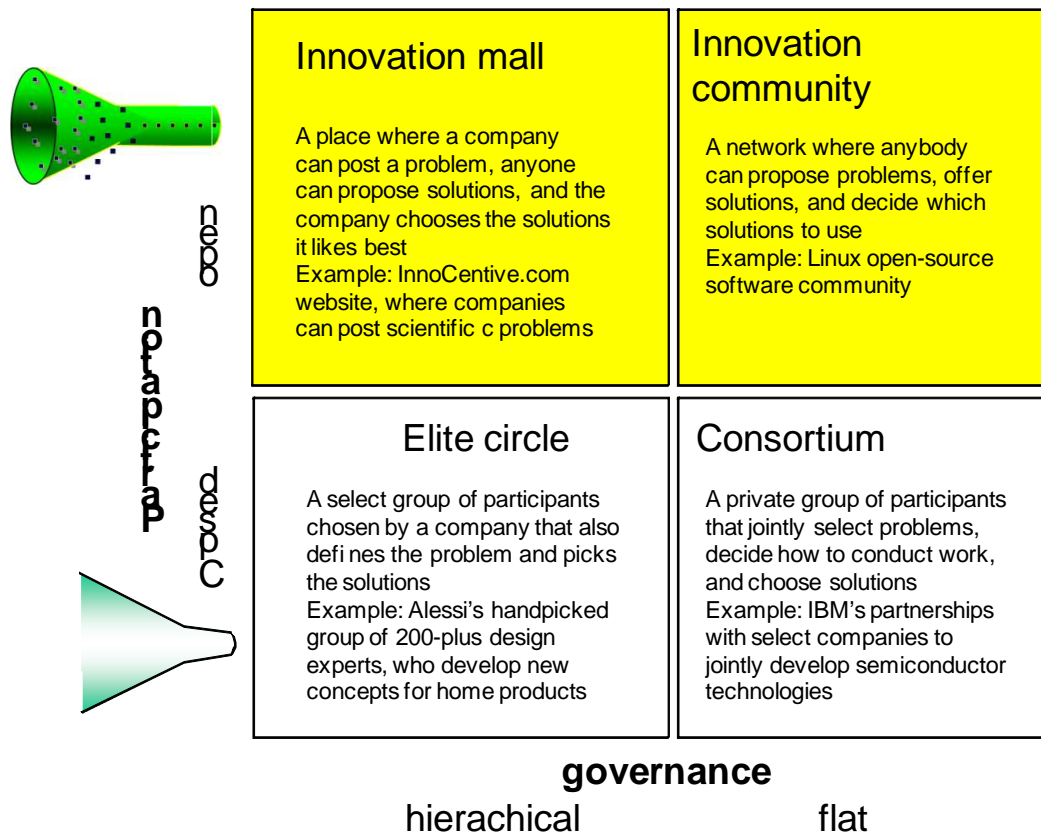 Innovation mall
A place where a company
can post a problem, anyone
can propose solutions, and the
company chooses the solutions
it likes best
Example: InnoCentive.com
website, where companies
can post scientific c problems
Innovation
community
A network where anybody
can propose problems, offer
solutions, and decide which
solutions to use
Example: Linux open-source
software community
open
Participation
Closed
Elite circle
A select group of participants
chosen by a company that also
defi nes the problem and picks
the solutions
Example: Alessi's handpicked
group of 200-plus design
experts, who develop new
concepts for home products
Consortium
A private group of participants
that jointly select problems,
decide how to conduct work,
and choose solutions
Example: IBM's partnerships
with select companies to
jointly develop semiconductor
technologies
governance
hierachical
flat